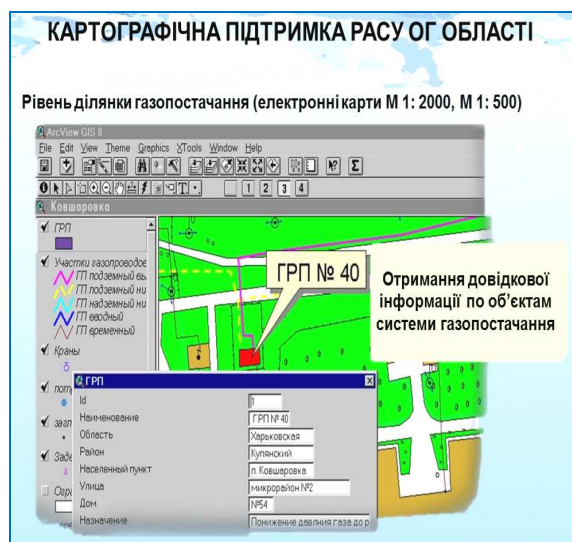 КАРТОГРАФІЧНА ПІДТРИМКА РАСУ ОГ ОБЛАСТІ
Рівень ділянки газопостачання (електронні карти М 1: 2000, М 1: 500)
ArcView GIS 8
File Edit View Theme Graphics XTools Window Help
1 2 3 4
Ковшаровка
ГРП
Участки газопроводов
ГП подземный вы
ГП подземный ни
ГП надземный ни
ГП вводный
ГП временный
Краны
ГРП № 40
Отримання довідкової
інформації по об'єктам
системи газопостачання
ГРП
Id 1
Наименование ГРП № 40
Область Харьковская
Район Купянский
Населенный пункт п. Ковшаровка
Улица микрорайон №2
Дом №54
Назначение Понижение давлния газа до р